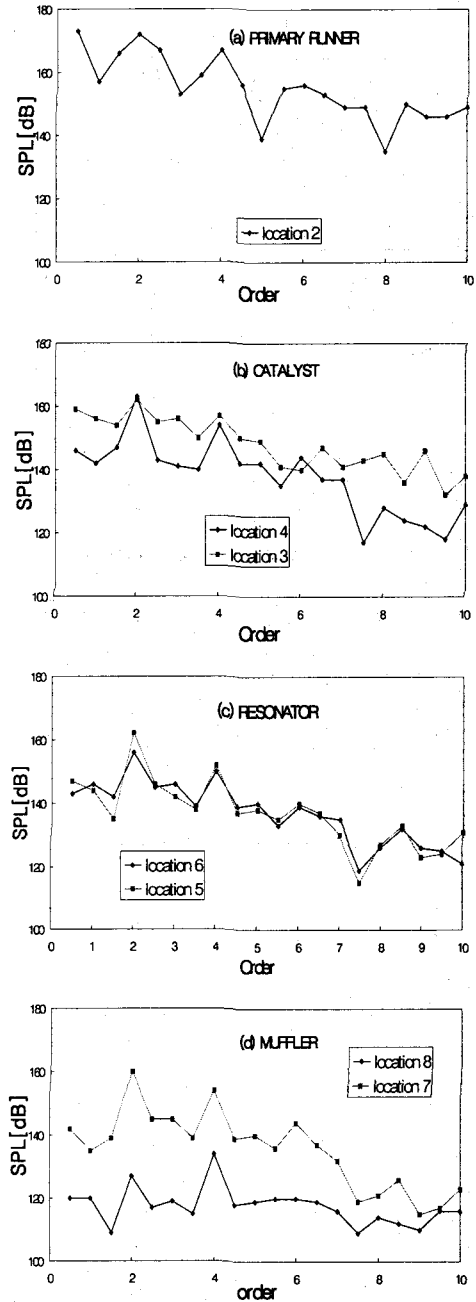 180
(a) PRIMARY RUNNER
160
SPL[dB]
140
120
location 2
100
0 2 4 6 8 10
Order
180
(b) CATALYST
160
SPL[dB]
140
120
location 4
location 3
100
0 2 4 6 8 10
Order
180
(c) RESONATOR
160
SPL[dB]
140
120
location 6
location 5
100
0 1 2 3 4 5 6 7 8 9 10
Order
180
(d) MUFFLER
location 8
location 7
160
SPL[dB]
140
120
100
0 2 4 6 8 10
order